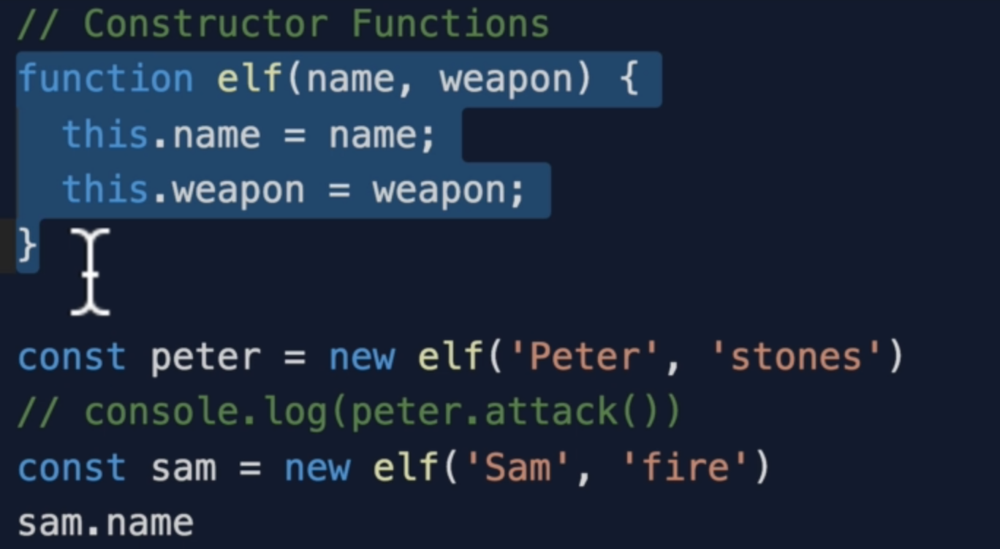 // Constructor Functions
function elf(name, weapon) {
  this.name = name;
  this.weapon = weapon;
}
const peter = new elf('Peter', 'stones')
// console.log(peter.attack())
const sam = new elf('Sam', 'fire')
sam.name